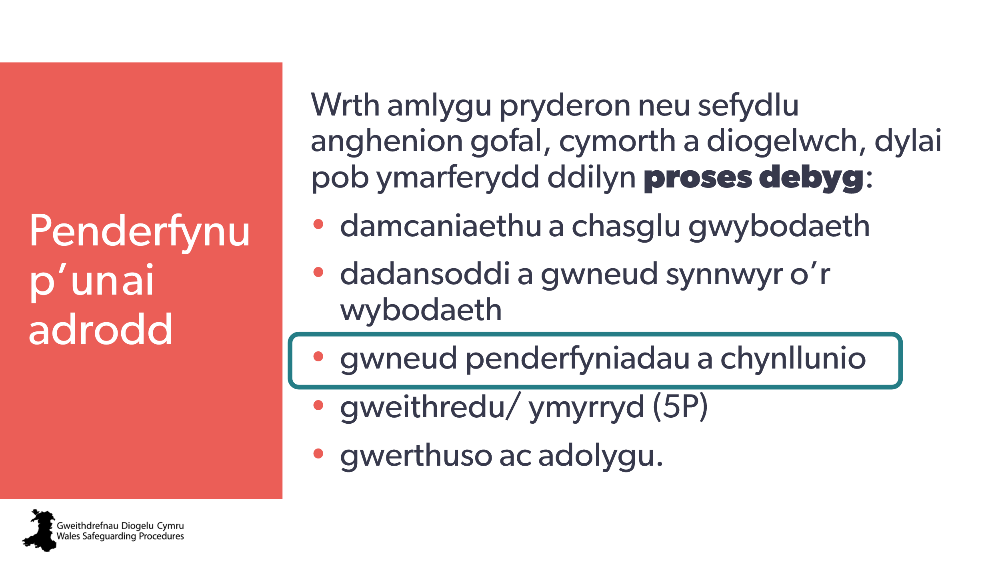 Penderfynu
p’unai
adrodd
Wrth amlygu pryderon neu sefydlu
anghenion gofal, cymorth a diogelwch, dylai
pob ymarferydd ddilyn proses debyg:
• damcaniaethu a chasglu gwybodaeth
• dadansoddi a gwneud synnwyr o’r
wybodaeth
• gwneud penderfyniadau a chynllunio
• gweithredu/ ymyrryd (5P)
• gwerthuso ac adolygu.
Gweithdrefnau Diogelu Cymru
Wales Safeguarding Procedures